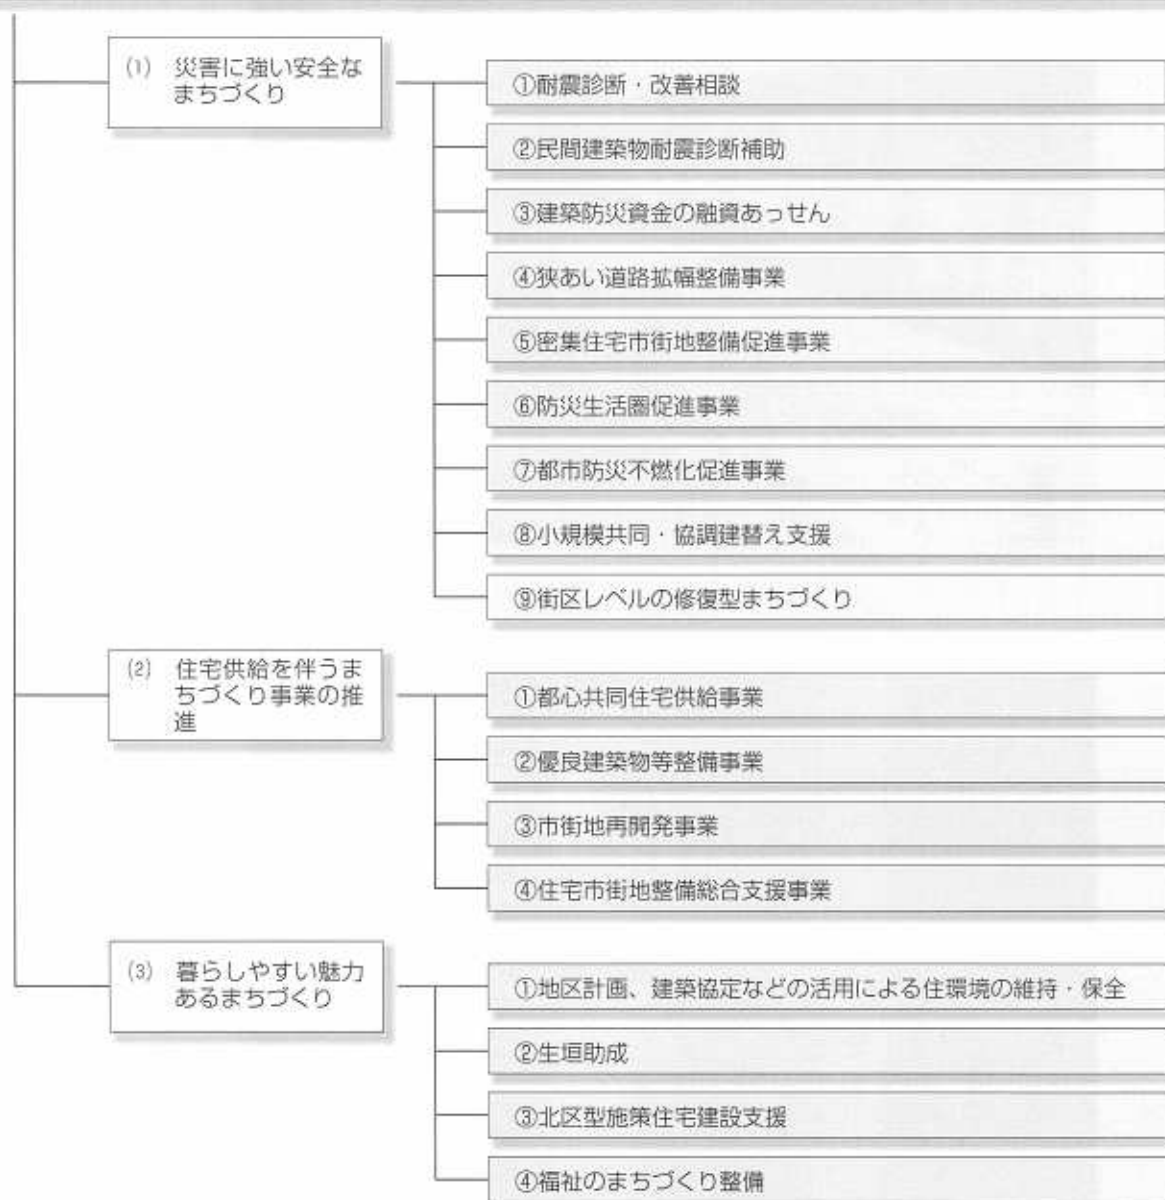 (1) 災害に強い安全な
まちづくり
①耐震診断・改善相談
②民間建築物耐震診断補助
③建築防災資金の融資あっせん
④狭あい道路拡幅整備事業
⑤密集住宅市街地整備促進事業
⑥防災生活圏促進事業
⑦都市防災不燃化促進事業
⑧小規模共同・協調建替え支援
⑨街区レベルの修復型まちづくり
(2) 住宅供給を伴うま
ちづくり事業の推
進
①都心共同住宅供給事業
②優良建築物等整備事業
③市街地再開発事業
④住宅市街地整備総合支援事業
(3) 暮らしやすい魅力
あるまちづくり
①地区計画、建築協定などの活用による住環境の維持・保全
②生垣助成
③北区型施策住宅建設支援
④福祉のまちづくり整備